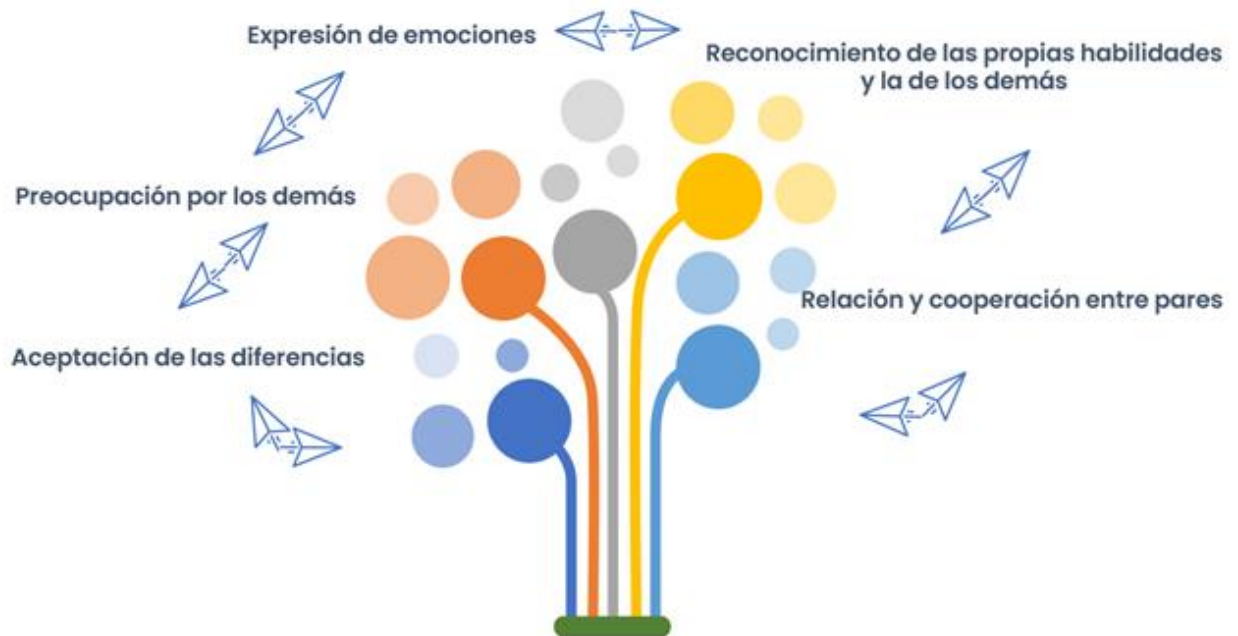 Expresión de emociones
Reconocimiento de las propias habilidades
y la de los demás
Preocupación por los demás
Relación y cooperación entre pares
Aceptación de las diferencias